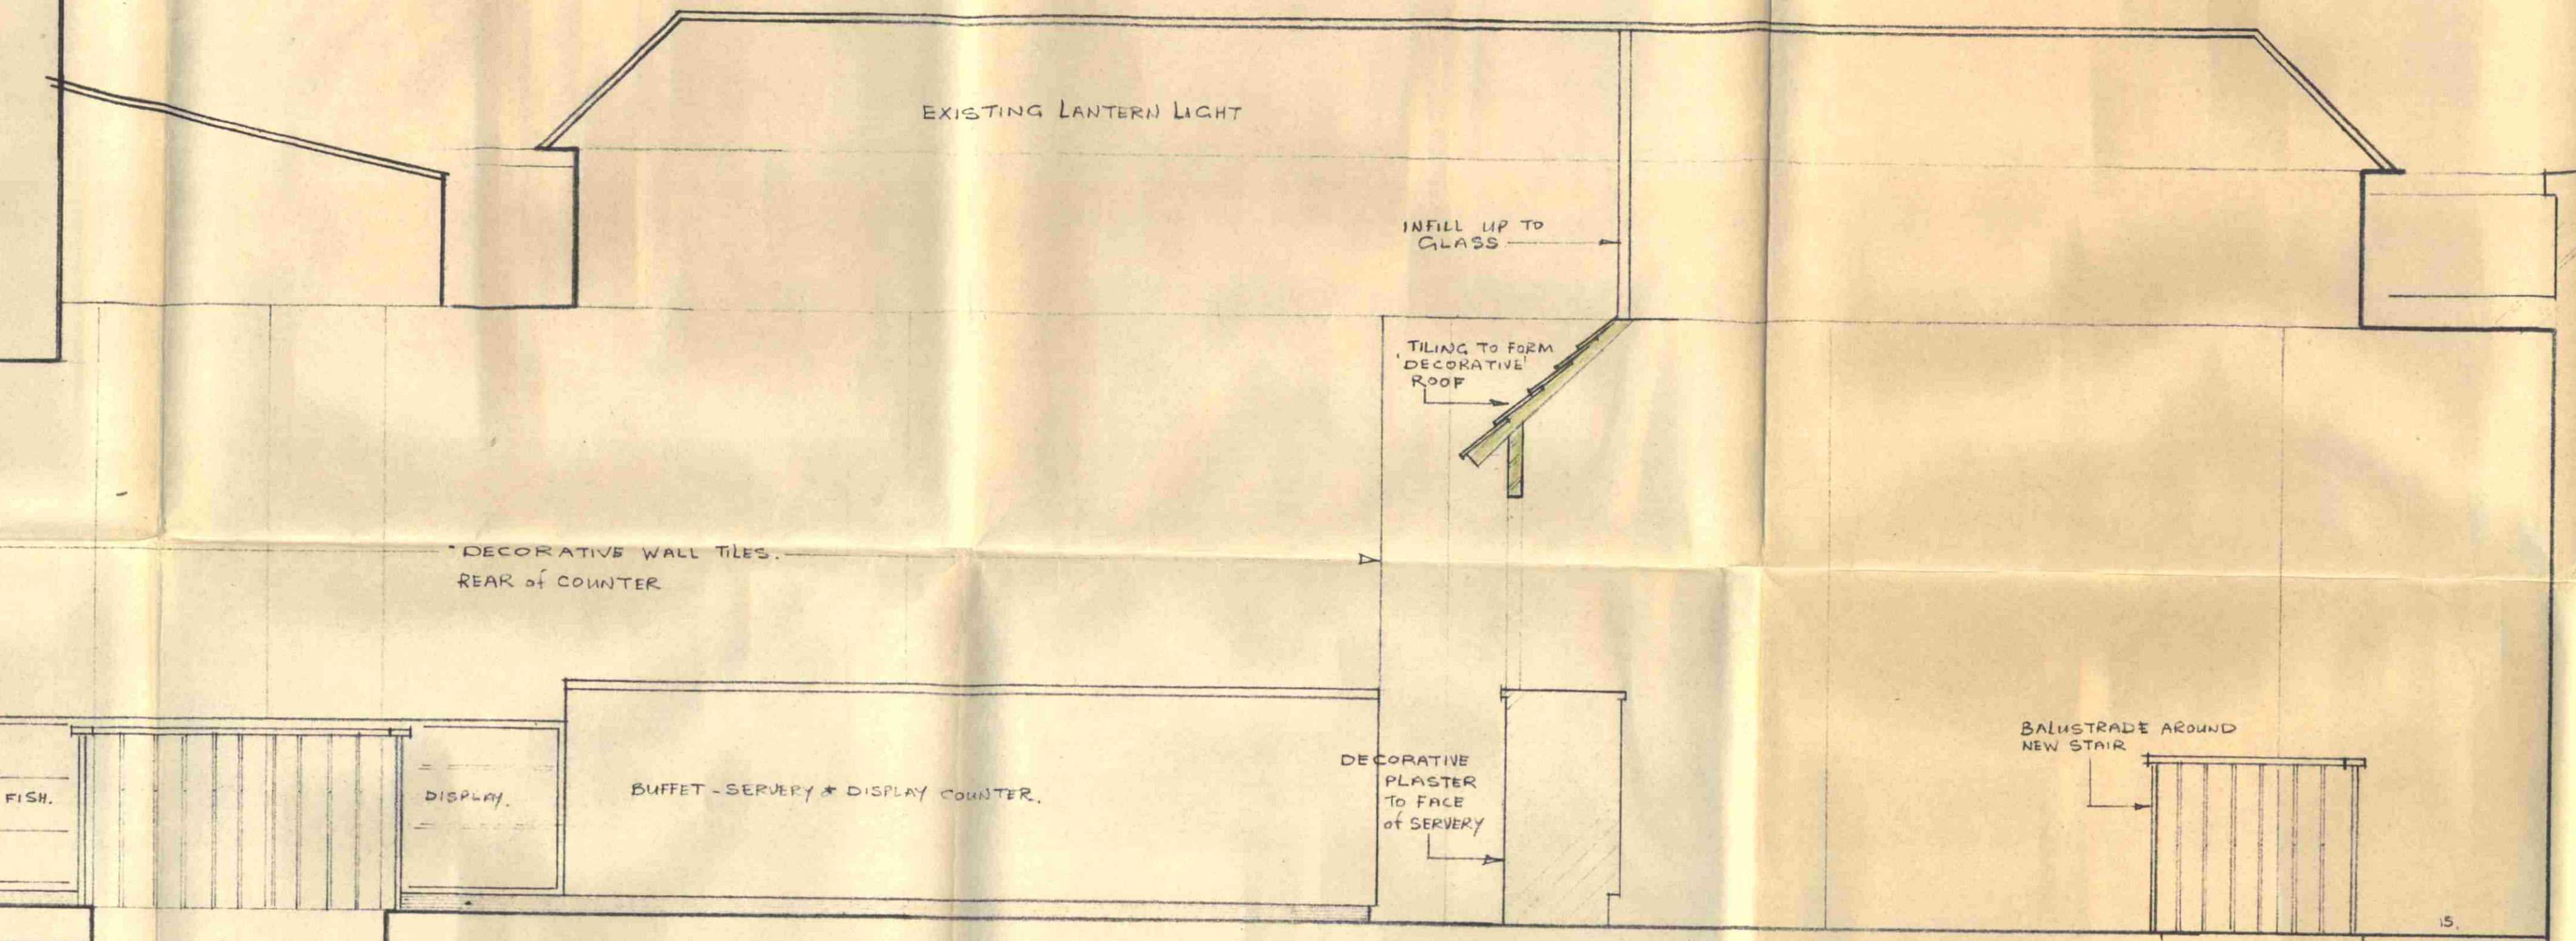 EXISTING LANTERN LIGHT
INFILL UP TO
GLASS
TILING TO FORM
'DECORATIVE'
ROOF
DECORATIVE WALL TILES.
REAR of COUNTER
FISH.
DISPLAY.
BUFFET - SERVERY & DISPLAY COUNTER.
DECORATIVE
PLASTER
TO FACE
of SERVERY
BALUSTRADE AROUND
NEW STAIR
15.